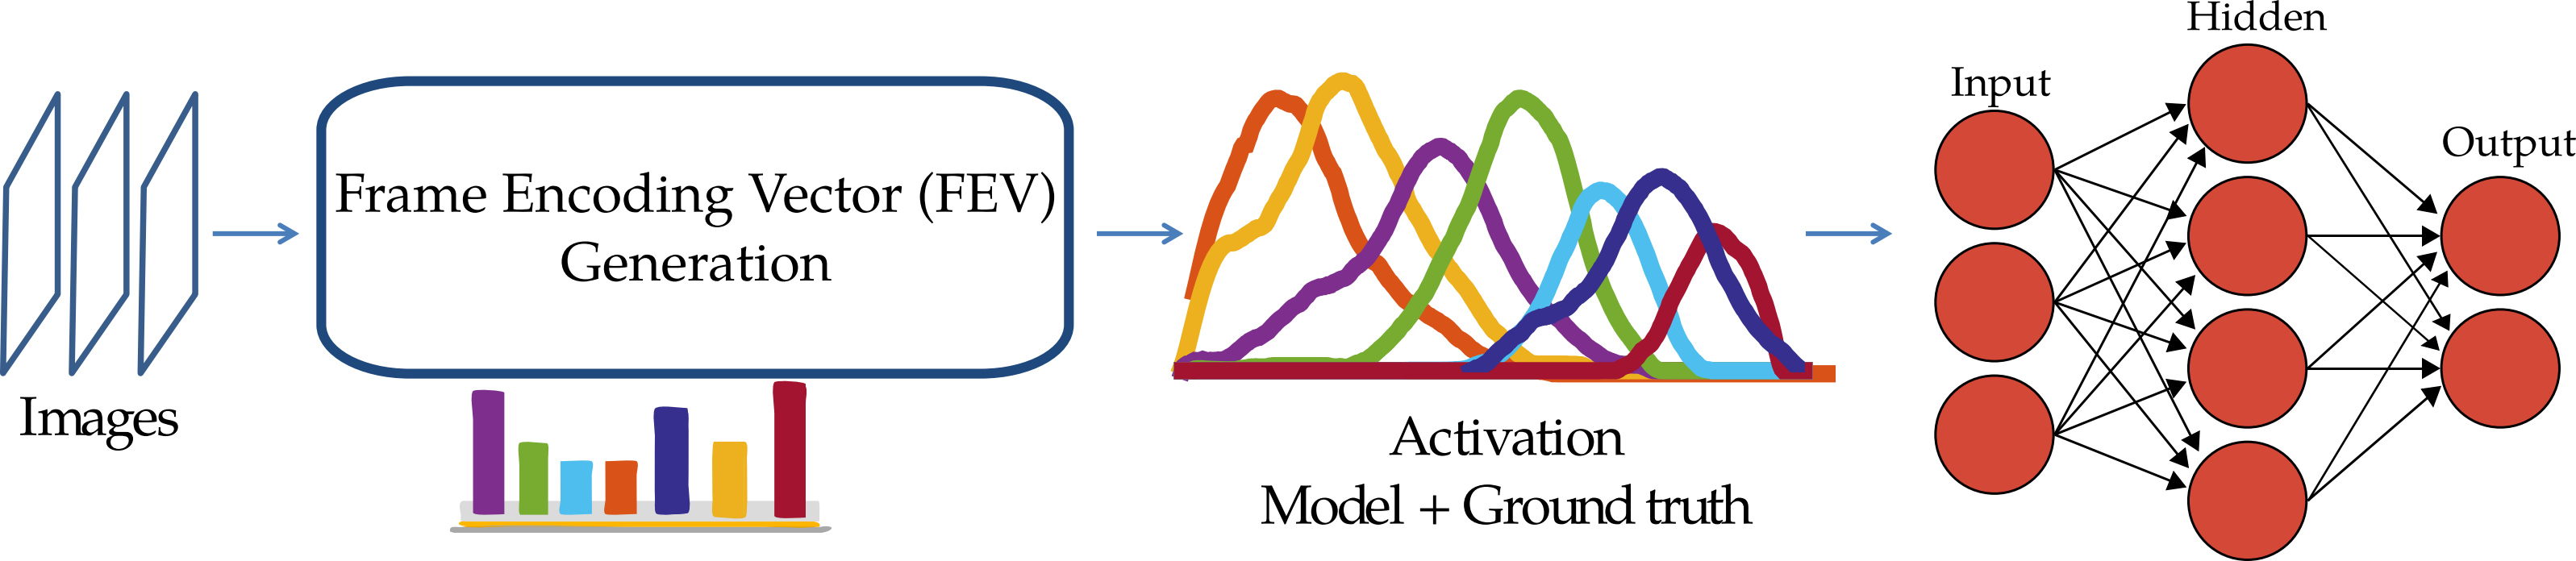 Images
Frame Encoding Vector (FEV)
Generation
Activation
Model + Ground truth
Input
Hidden
Output